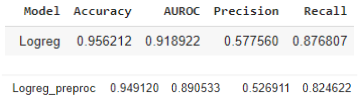 Model Accuracy AUROC Precision Recall
Logreg 0.956212 0.918922 0.577560 0.876807
Logreg_preproc 0.949120 0.890533 0.526911 0.824622